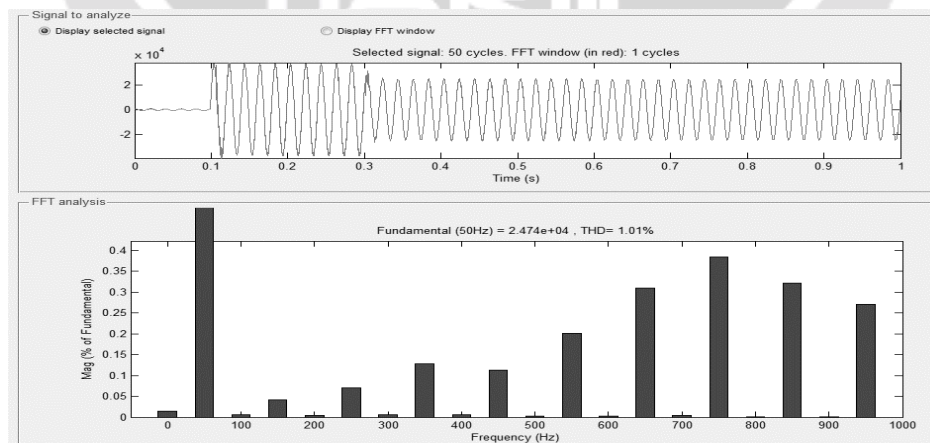 Signal to analyze
Display selected signal Display FFT window
Selected signal: 50 cycles. FFT window (in red): 1 cycles
× 10⁴
2
0
-2
0 0.1 0.2 0.3 0.4 0.5 0.6 0.7 0.8 0.9 1
Time (s)
FFT analysis
Fundamental (50Hz) = 2.474e+04 , THD= 1.01%
Mag (% of Fundamental)
0.4
0.35
0.3
0.25
0.2
0.15
0.1
0.05
0
0 100 200 300 400 500 600 700 800 900 1000
Frequency (Hz)